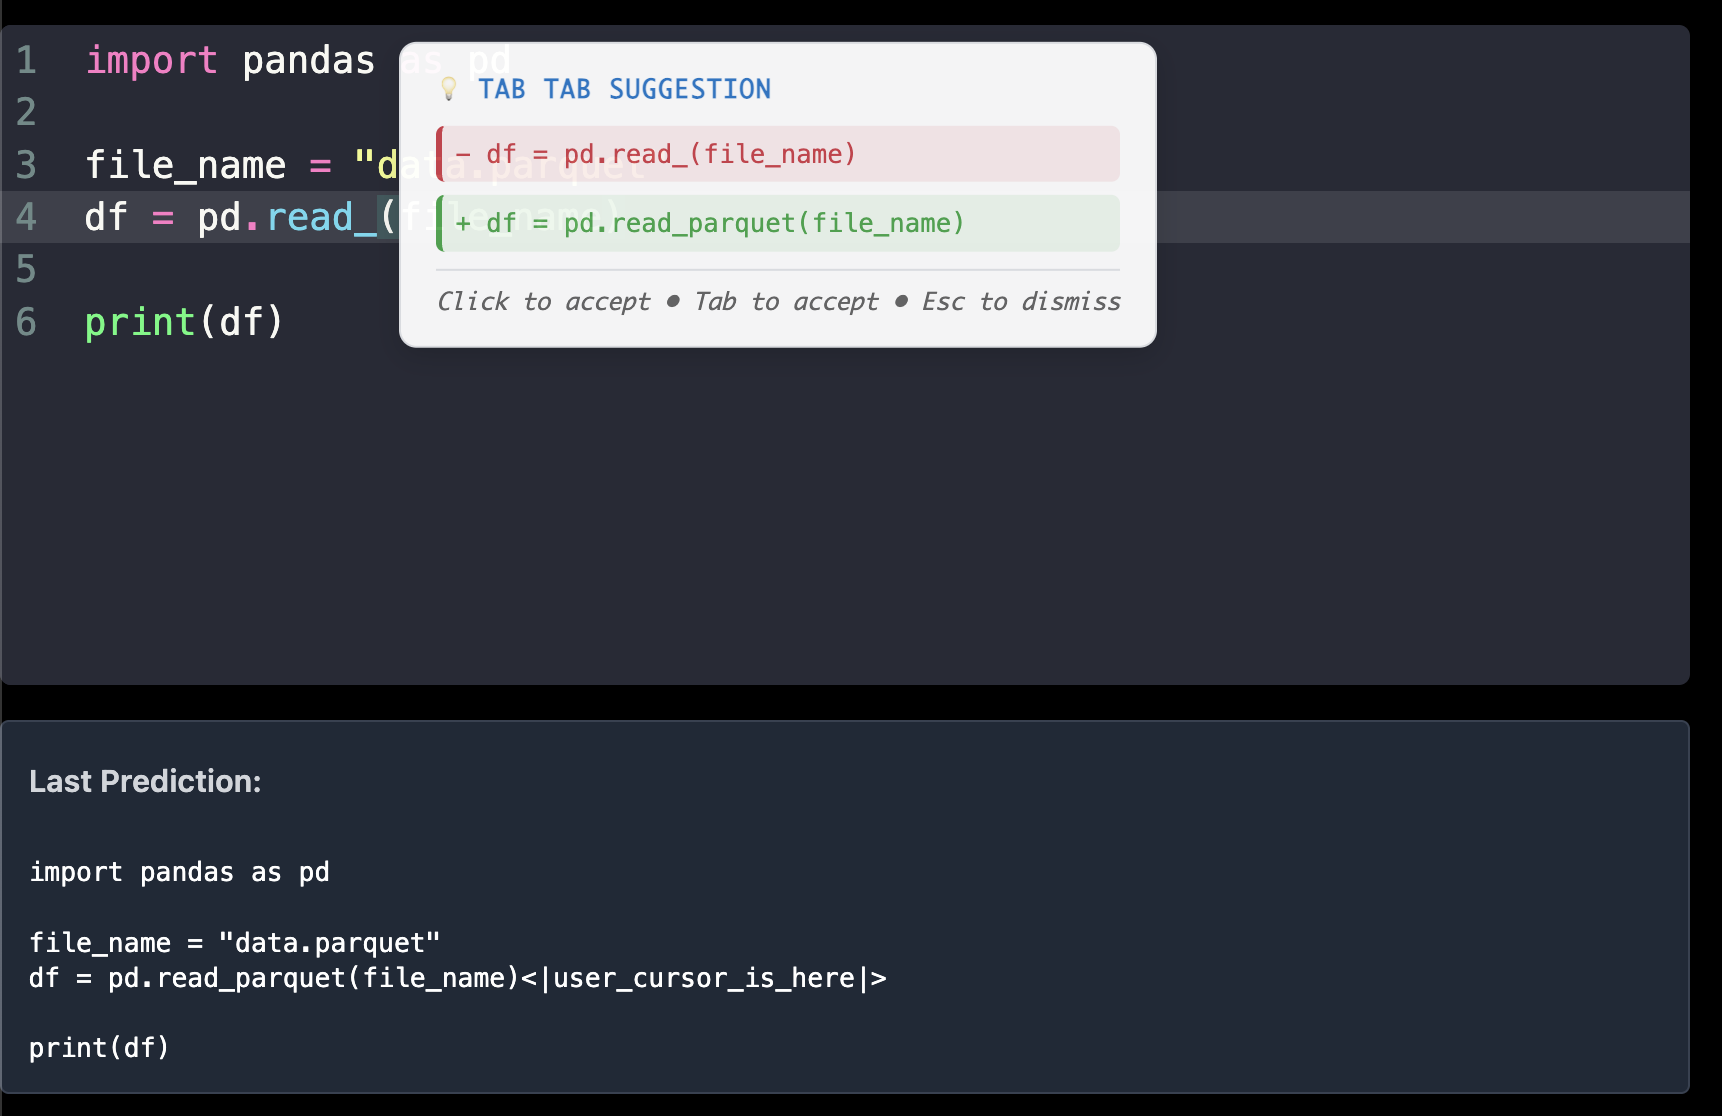 1 import pandas as pd
2
3 file_name = "data.parquet
4 df = pd.read_(file_name)
5
6 print(df)
💡 TAB TAB SUGGESTION
- df = pd.read_(file_name)
+ df = pd.read_parquet(file_name)
Click to accept • Tab to accept • Esc to dismiss
Last Prediction:
import pandas as pd
file_name = "data.parquet"
df = pd.read_parquet(file_name)<|user_cursor_is_here|>
print(df)